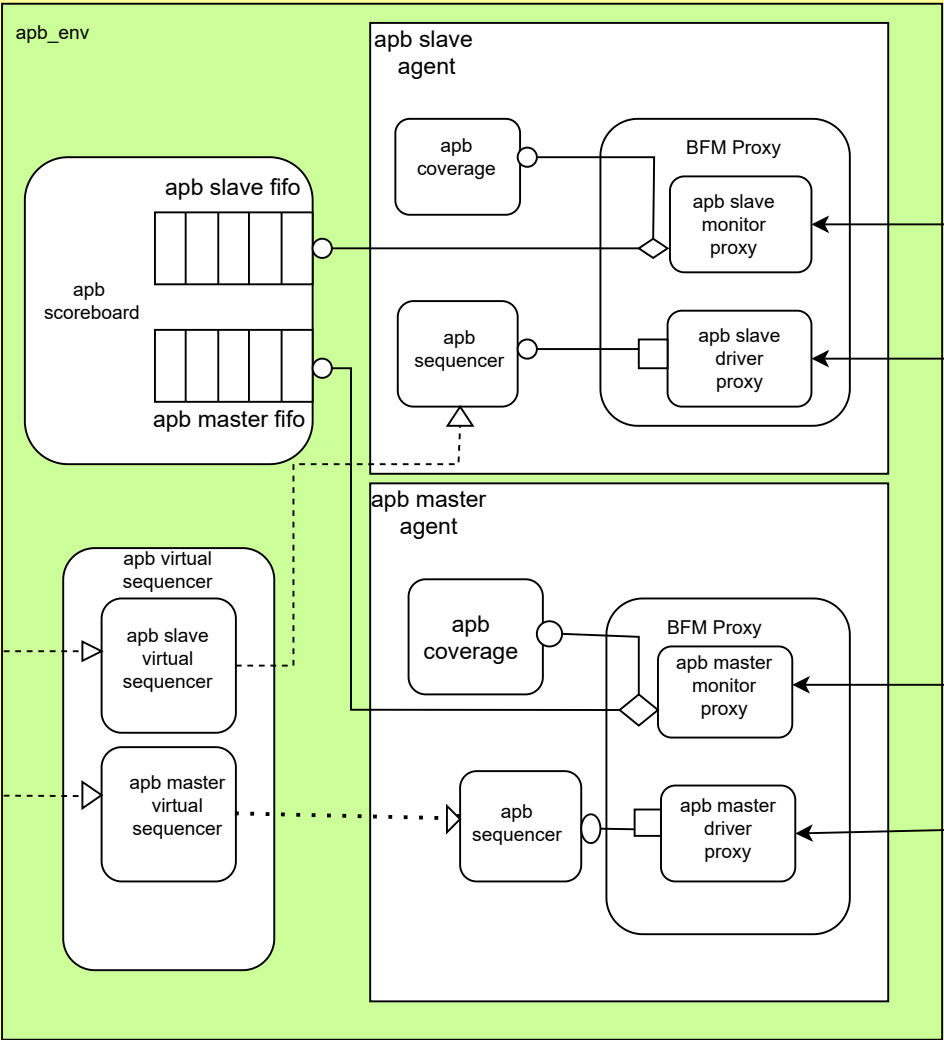 apb_env
apb slave
agent
apb
coverage
BFM Proxy
apb slave
monitor
proxy
apb slave fifo
apb
scoreboard
apb master fifo
apb
sequencer
apb slave
driver
proxy
apb master
agent
apb
coverage
BFM Proxy
apb master
monitor
proxy
apb virtual
sequencer
apb slave
virtual
sequencer
apb master
virtual
sequencer
apb
sequencer
apb master
driver
proxy